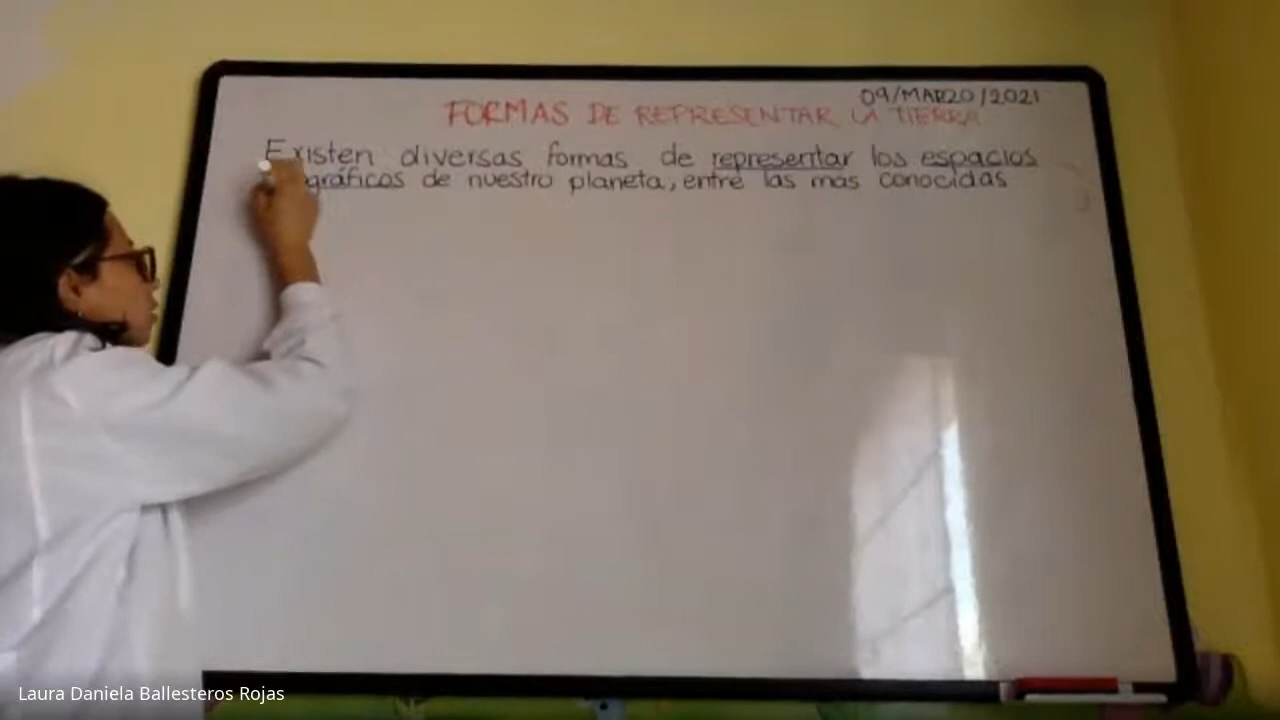 09/MARZO/2021
FORMAS DE REPRESENTAR LA TIERRA
Existen diversas formas de representar los espacios
gráficos de nuestro planeta, entre las más conocidas
Laura Daniela Ballesteros Rojas